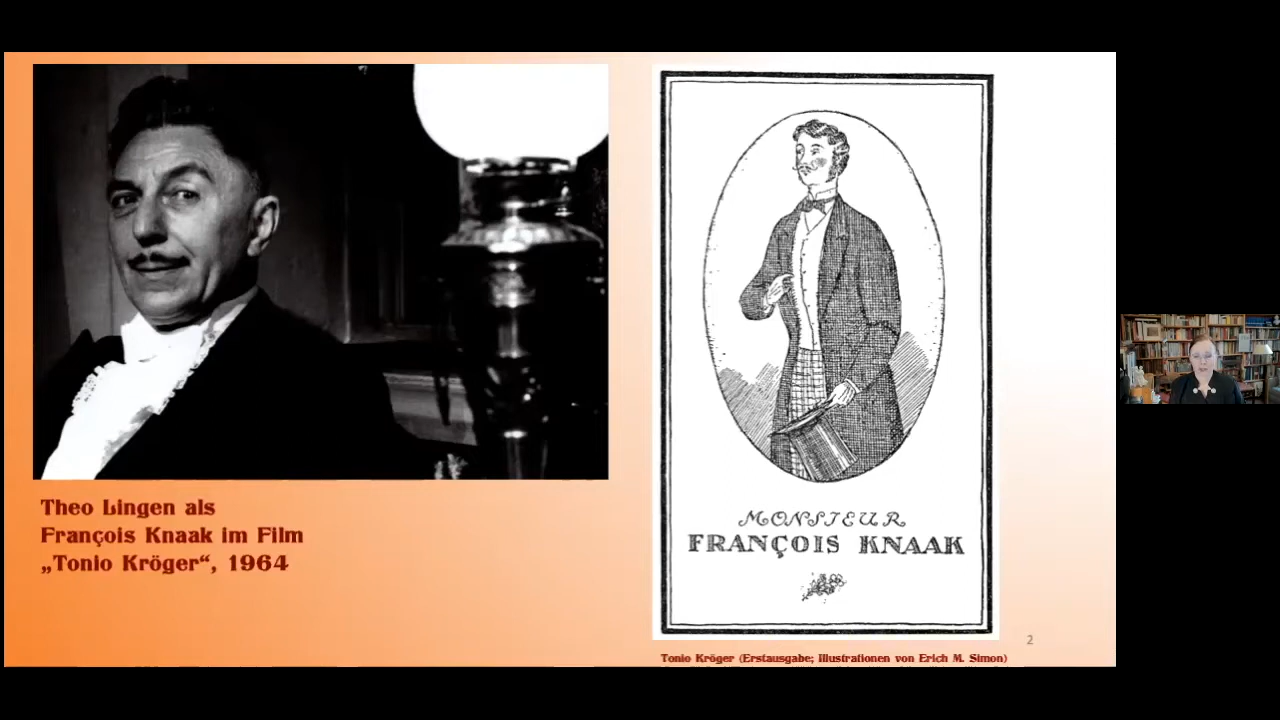 Theo Lingen als
François Knaak im Film
„Tonio Kröger“, 1964
MONSIEUR
FRANÇOIS KNAAK
2
Tonio Kröger (Erstausgabe; Illustrationen von Erich M. Simon)